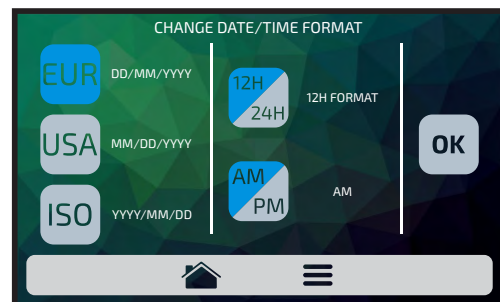 CHANGE DATE/TIME FORMAT
EUR DD/MM/YYYY
USA MM/DD/YYYY
ISO YYYY/MM/DD
12H
24H
12H FORMAT
AM
PM
AM
OK